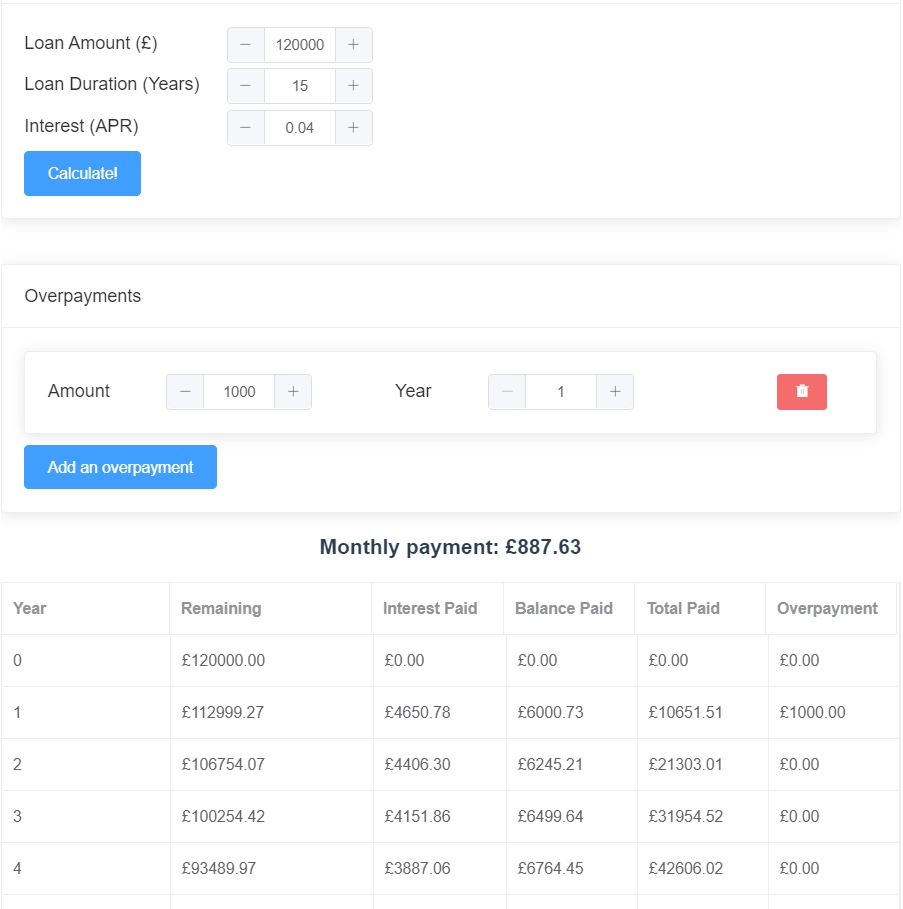 Loan Amount (£) − 120000 +
Loan Duration (Years) − 15 +
Interest (APR) − 0.04 +
Calculate!
Overpayments
Amount − 1000 + Year − 1 +
Add an overpayment
Monthly payment: £887.63
Year Remaining Interest Paid Balance Paid Total Paid Overpayment
0 £120000.00 £0.00 £0.00 £0.00 £0.00
1 £112999.27 £4650.78 £6000.73 £10651.51 £1000.00
2 £106754.07 £4406.30 £6245.21 £21303.01 £0.00
3 £100254.42 £4151.86 £6499.64 £31954.52 £0.00
4 £93489.97 £3887.06 £6764.45 £42606.02 £0.00